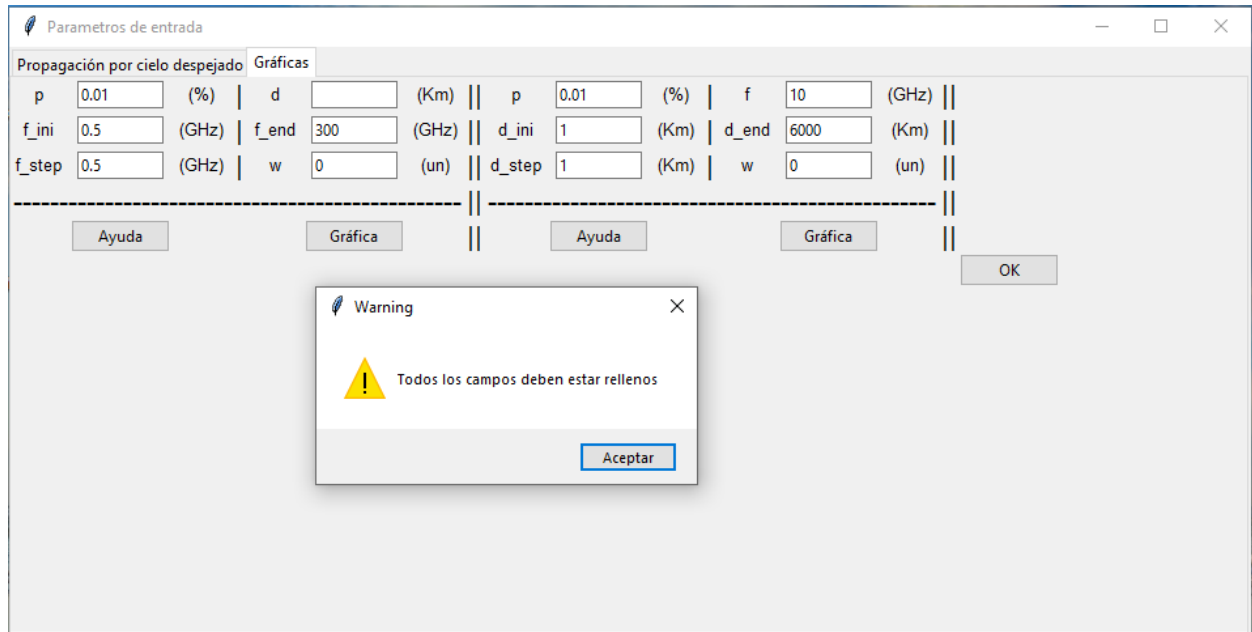 Parametros de entrada
Propagación por cielo despejado Gráficas
p 0.01 (%) | d (Km) || p 0.01 (%) | f 10 (GHz) ||
f_ini 0.5 (GHz) | f_end 300 (GHz) || d_ini 1 (Km) | d_end 6000 (Km) ||
f_step 0.5 (GHz) | w 0 (un) || d_step 1 (Km) | w 0 (un) ||
------------------------------------------------- || ------------------------------------------------- ||
Ayuda Gráfica || Ayuda Gráfica ||
OK
Warning
Todos los campos deben estar rellenos
Aceptar